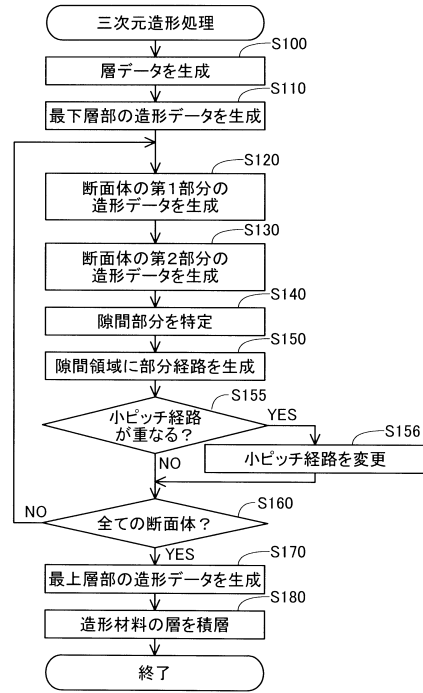 三次元造形処理
S100
層データを生成
S110
最下層部の造形データを生成
S120
断面体の第1部分の
造形データを生成
S130
断面体の第2部分の
造形データを生成
S140
隙間部分を特定
S150
隙間領域に部分経路を生成
S155
小ピッチ経路
が重なる?
YES
S156
小ピッチ経路を変更
NO
S160
全ての断面体?
NO
YES
S170
最上層部の造形データを生成
S180
造形材料の層を積層
終了